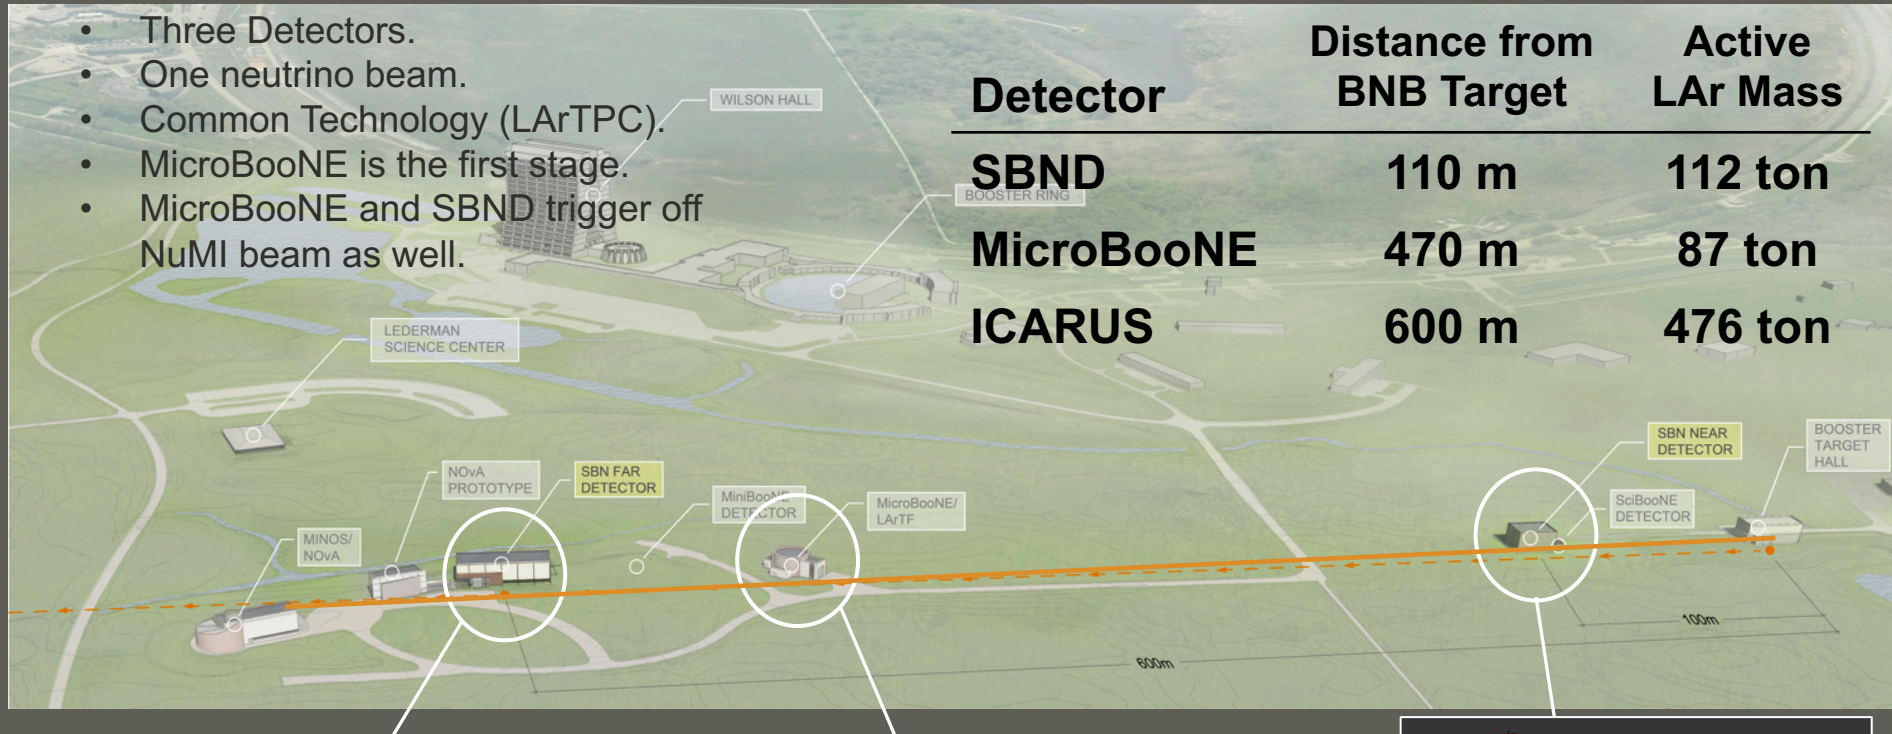 • Three Detectors.
• One neutrino beam.
• Common Technology (LArTPC).
• MicroBooNE is the first stage.
• MicroBooNE and SBND trigger off
NuMI beam as well.
Detector Distance from BNB Target Active LAr Mass
SBND 110 m 112 ton
MicroBooNE 470 m 87 ton
ICARUS 600 m 476 ton
WILSON HALL
BOOSTER RING
LEDERMAN
SCIENCE CENTER
NOvA
PROTOTYPE
SBN FAR
DETECTOR
MiniBooNE
DETECTOR
MicroBooNE/
LArTF
SBN NEAR
DETECTOR
BOOSTER
TARGET
HALL
SciBooNE
DETECTOR
MINOS/
NOvA
100m
600m